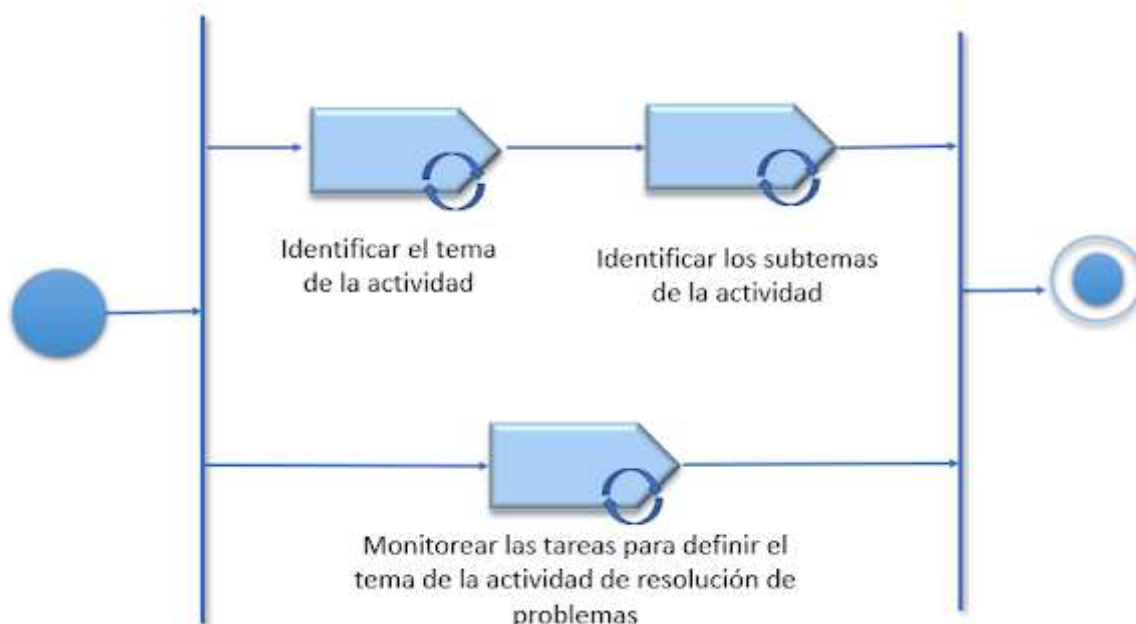 Identificar el tema
de la actividad
Identificar los subtemas
de la actividad
Monitorear las tareas para definir el
tema de la actividad de resolución de
problemas